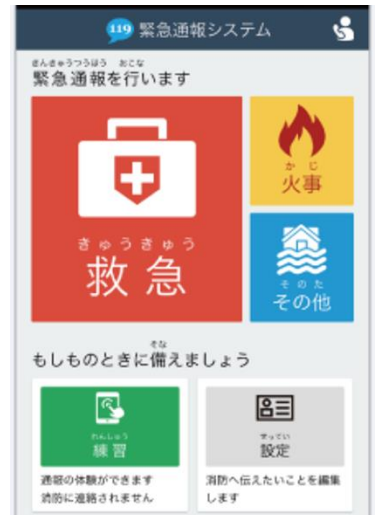 119 緊急通報システム
きんきゅうつうほう おこな
緊急通報を行います
きゅうきゅう
救急
かじ
火事
そのた
その他
そな
もしものときに備えましょう
れんしゅう
練習
通報の体験ができます
消防に連絡されません
せってい
設定
消防へ伝えたいことを編集
します